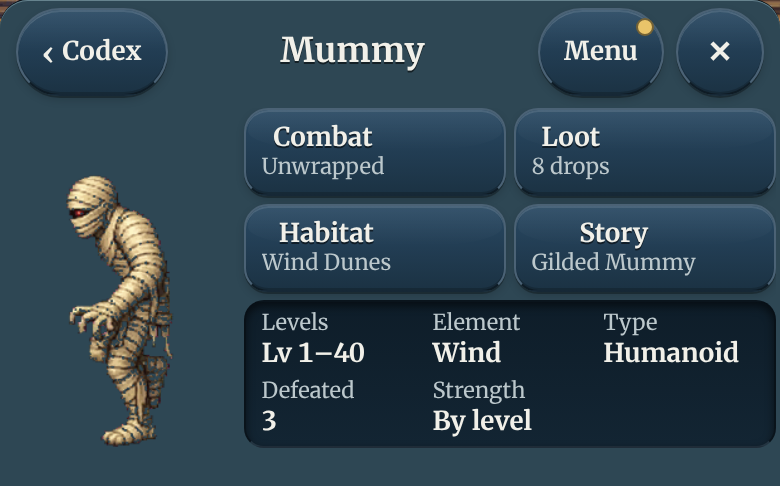 ‹ Codex
Mummy
Menu
✕
Combat
Unwrapped
Loot
8 drops
Habitat
Wind Dunes
Story
Gilded Mummy
Levels
Element
Type
Lv 1–40
Wind
Humanoid
Defeated
Strength
3
By level